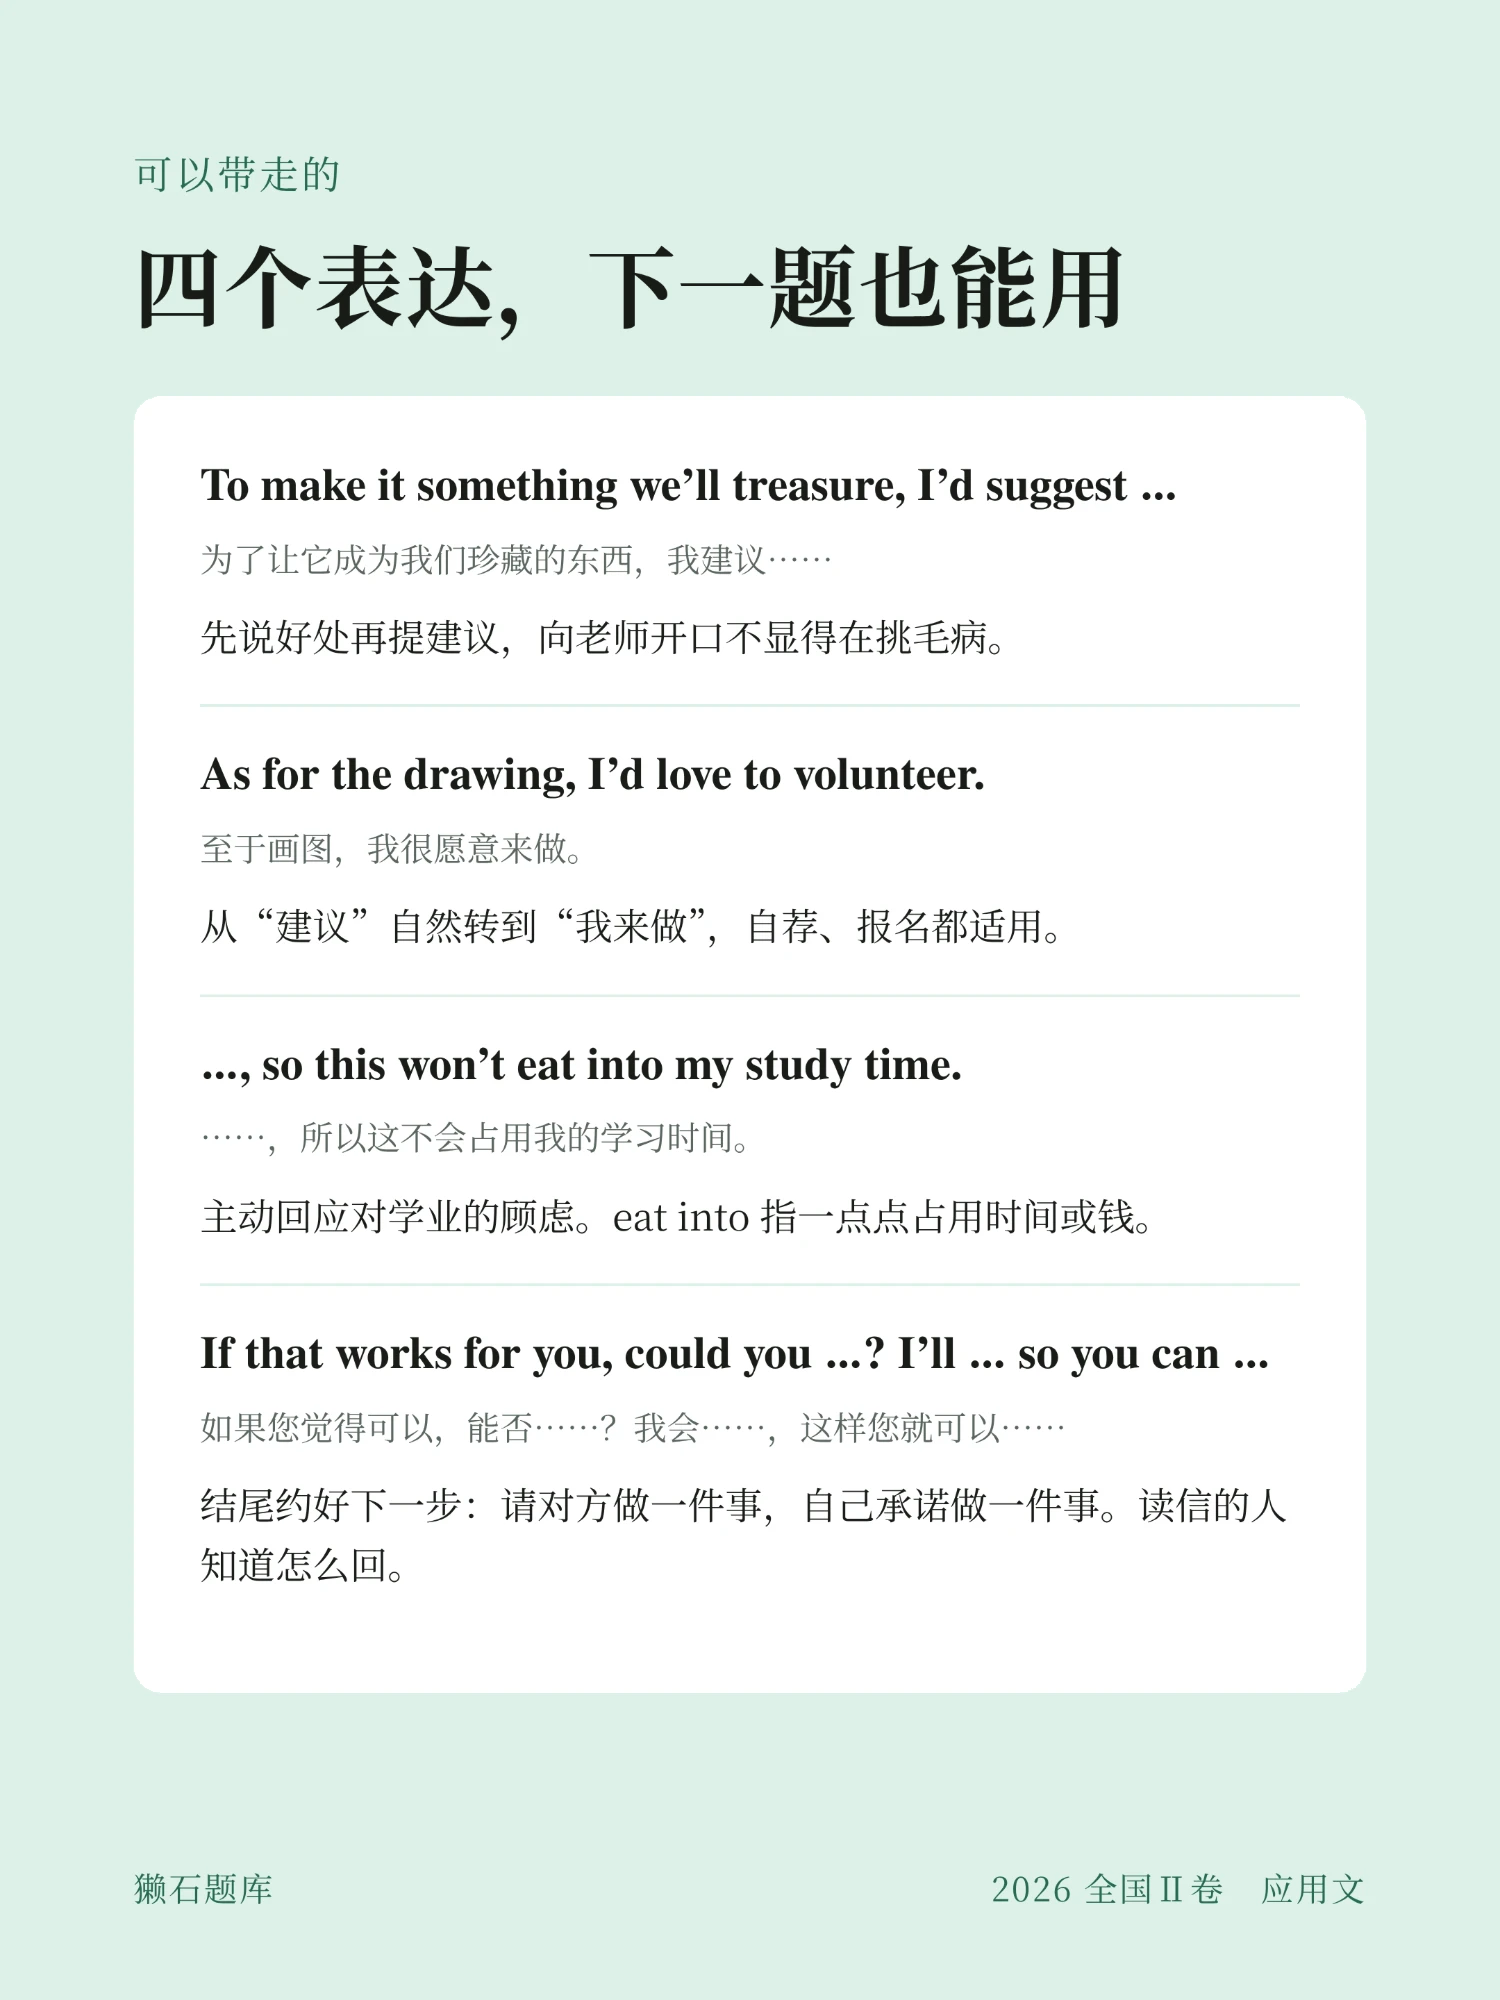 可以带走的
四个表达，下一题也能用
To make it something we’ll treasure, I’d suggest ...
为了让它成为我们珍藏的东西，我建议……
先说好处再提建议，向老师开口不显得在挑毛病。
As for the drawing, I’d love to volunteer.
至于画图，我很愿意来做。
从“建议”自然转到“我来做”，自荐、报名都适用。
..., so this won’t eat into my study time.
……，所以这不会占用我的学习时间。
主动回应对学业的顾虑。eat into 指一点点占用时间或钱。
If that works for you, could you ...? I’ll ... so you can ...
如果您觉得可以，能否……？我会……，这样您就可以……
结尾约好下一步：请对方做一件事，自己承诺做一件事。读信的人
知道怎么回。
獭石题库
2026 全国Ⅱ卷　应用文